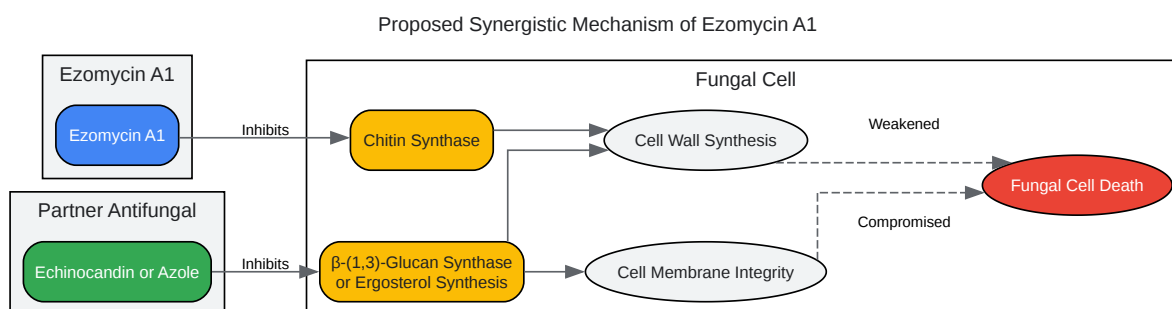 Proposed Synergistic Mechanism of Ezomycin A1
Ezomycin A1
Fungal Cell
Ezomycin A1
Inhibits
Chitin Synthase
Cell Wall Synthesis
Weakened
Fungal Cell Death
Partner Antifungal
Compromised
Echinocandin or Azole
Inhibits
β-(1,3)-Glucan Synthase
or Ergosterol Synthesis
Cell Membrane Integrity